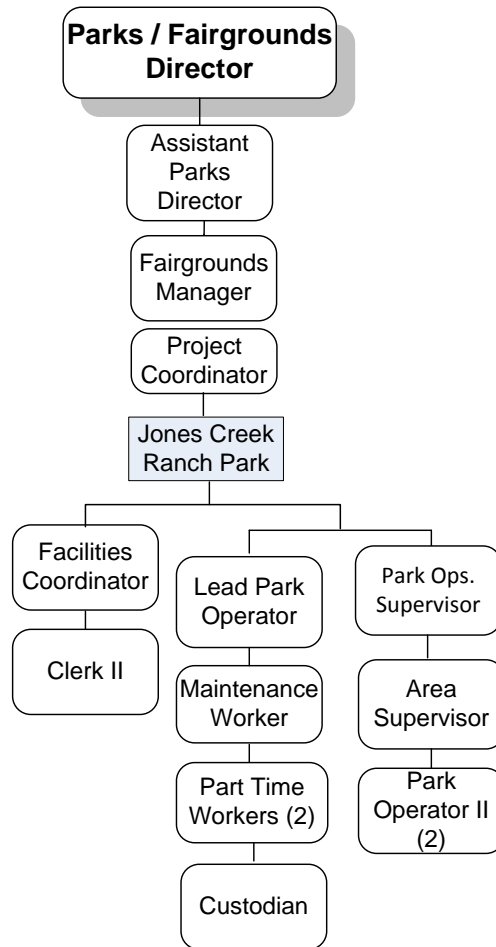 Parks / Fairgrounds
Director
Assistant
Parks
Director
Fairgrounds
Manager
Project
Coordinator
Jones Creek
Ranch Park
Facilities
Coordinator
Clerk II
Lead Park
Operator
Maintenance
Worker
Part Time
Workers (2)
Custodian
Park Ops.
Supervisor
Area
Supervisor
Park
Operator II
(2)